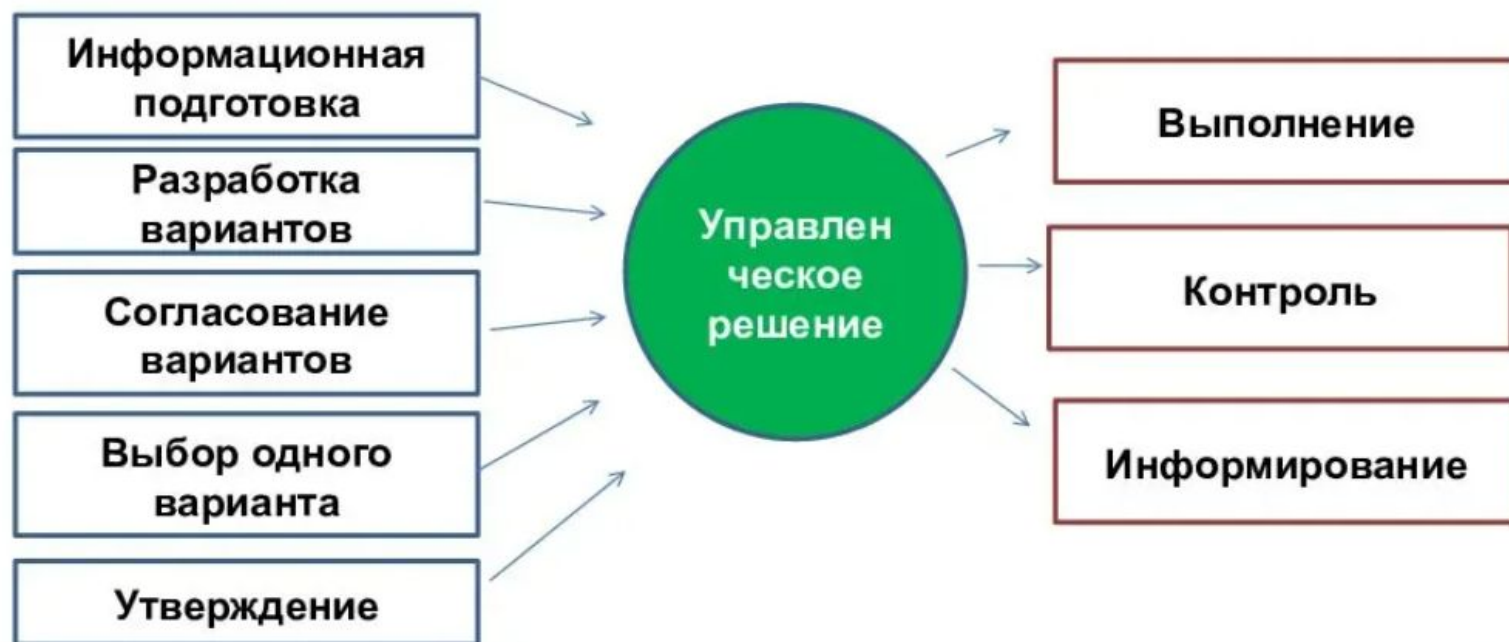 Информационная
подготовка
Разработка
вариантов
Согласование
вариантов
Выбор одного
варианта
Утверждение
Управлен
ческое
решение
Выполнение
Контроль
Информирование